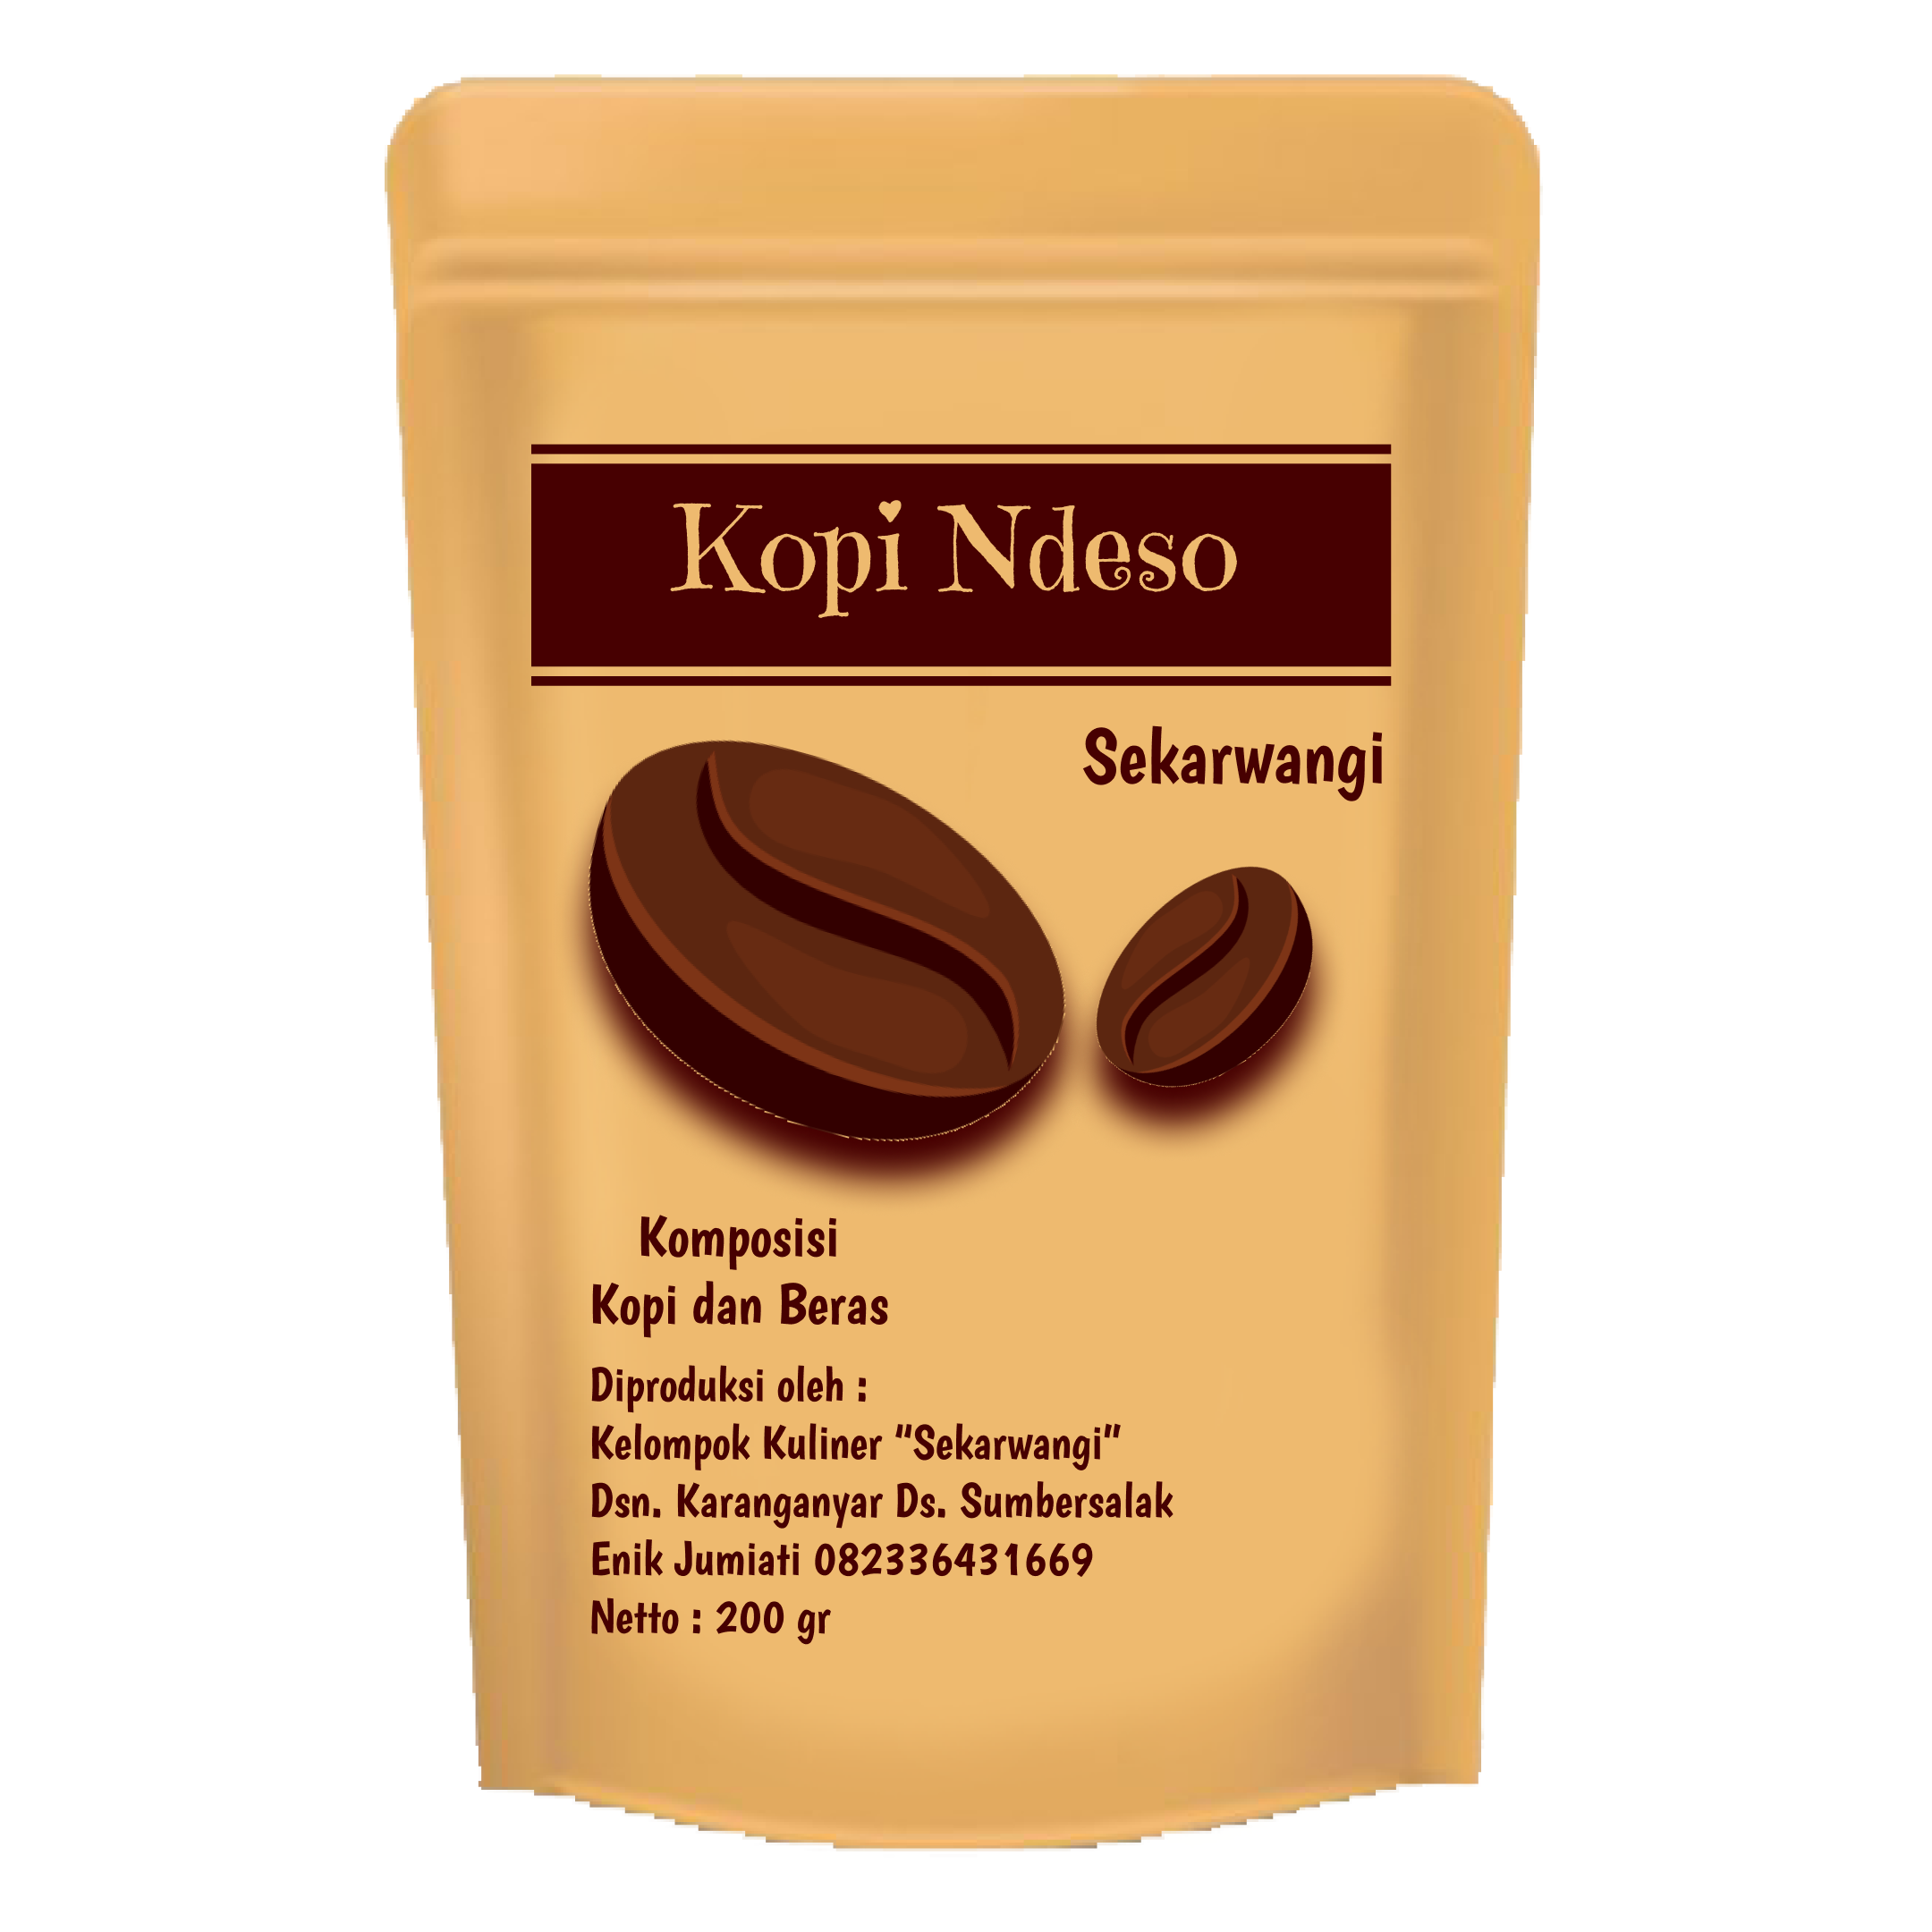 Kopi Ndeso
Sekarwangi
Komposisi
Kopi dan Beras
Diproduksi oleh :
Kelompok Kuliner "Sekarwangi"
Dsn. Karanganyar Ds. Sumbersalak
Enik Jumiati 082336431669
Netto : 200 gr